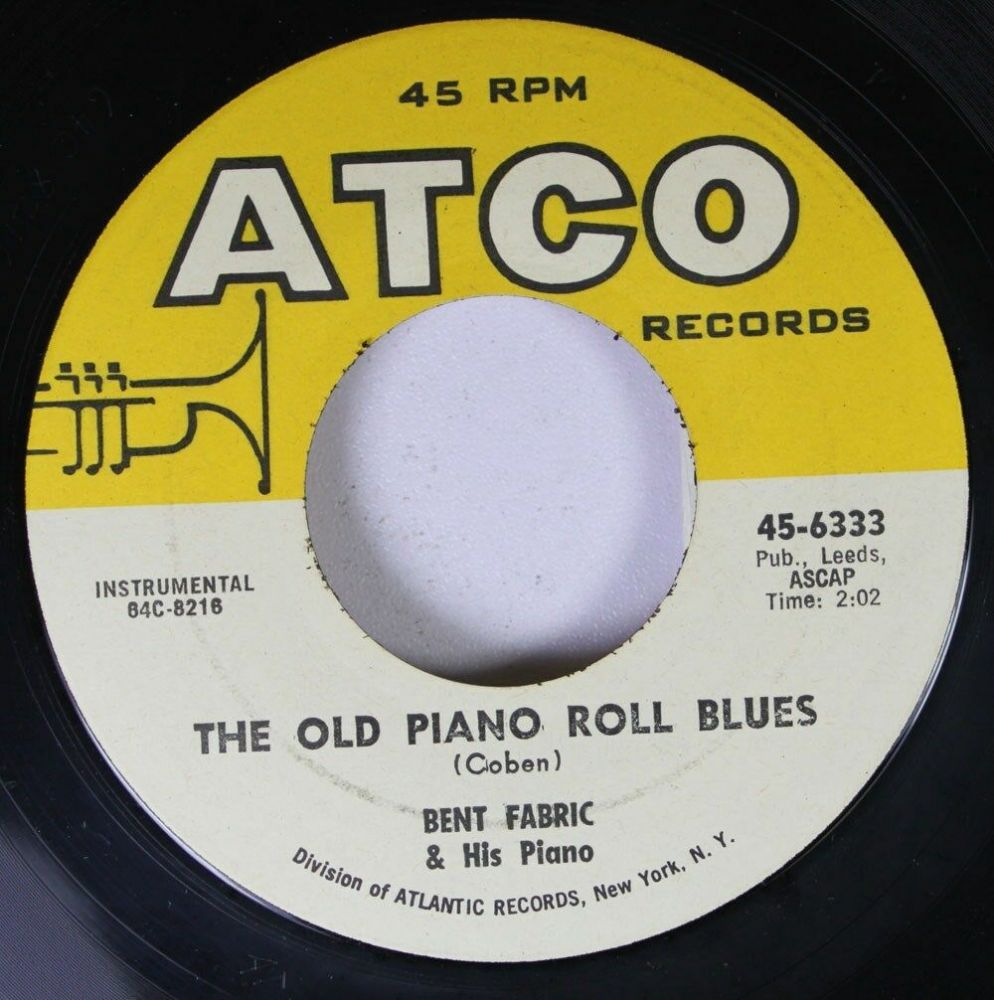 45 RPM
ATCO
RECORDS
INSTRUMENTAL
64C-8216
45-6333
Pub., Leeds,
ASCAP
Time: 2:02
THE OLD PIANO ROLL BLUES
(Coben)
BENT FABRIC
& His Piano
Division of ATLANTIC RECORDS, New York, N. Y.